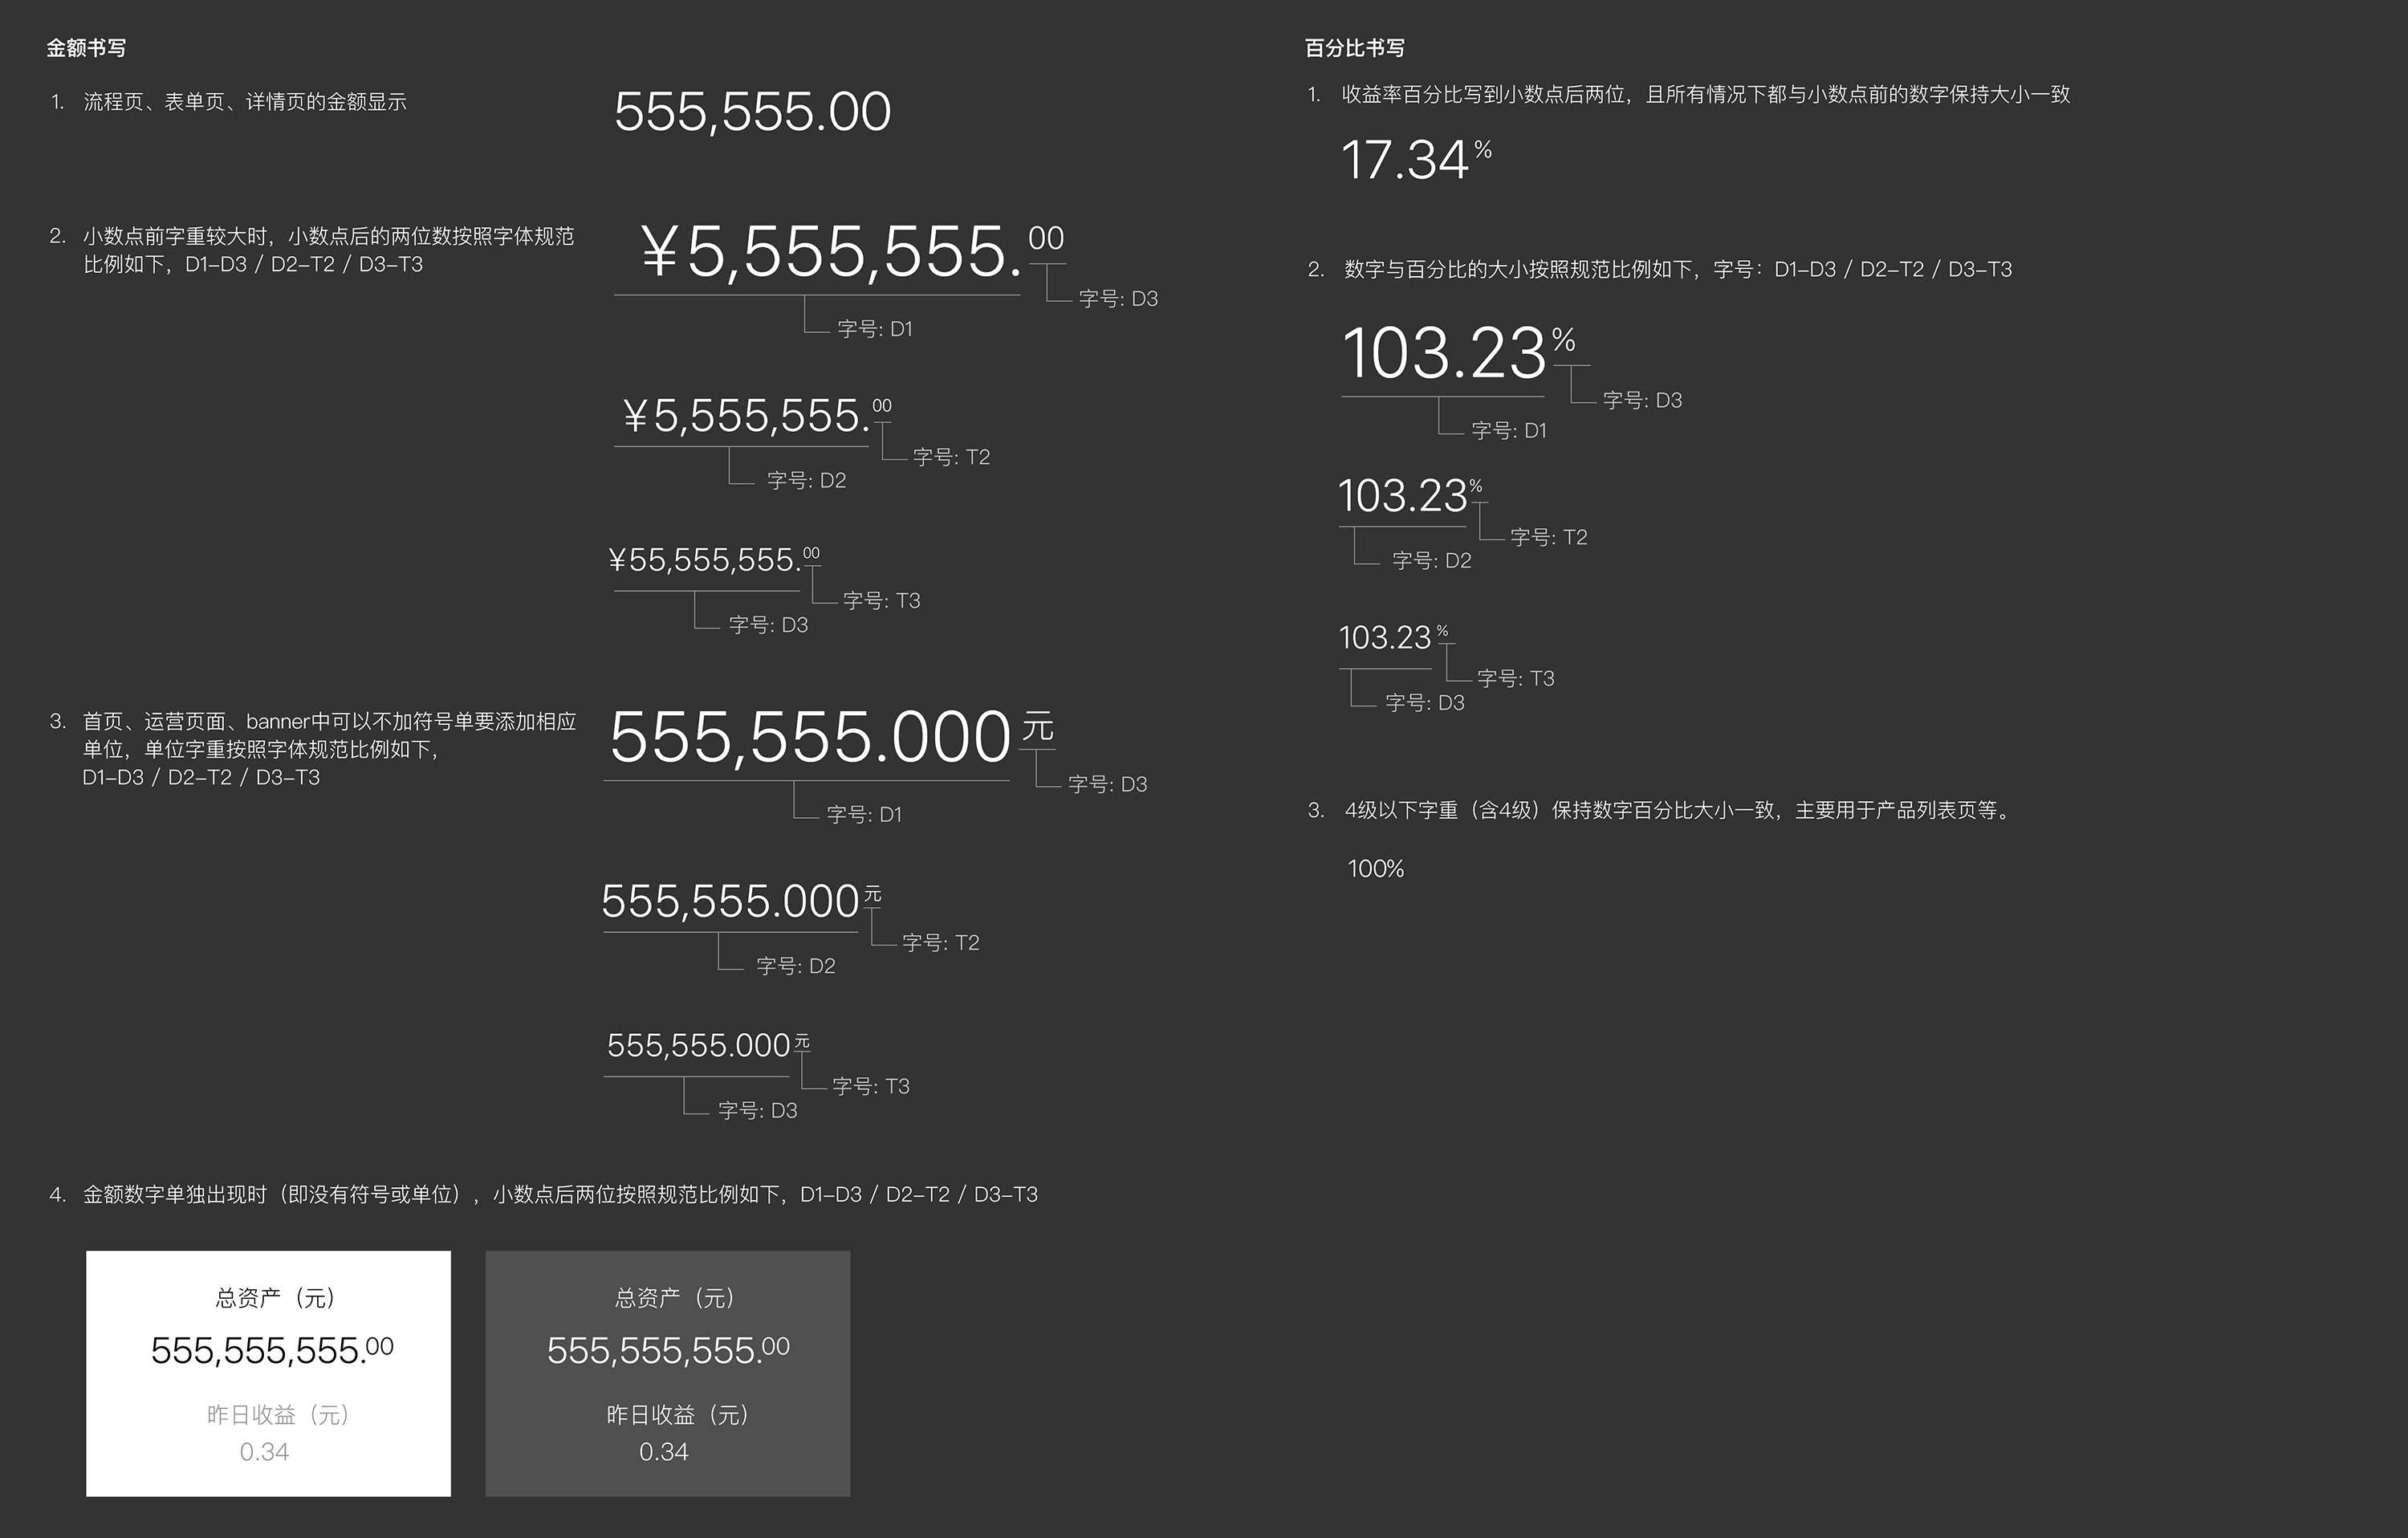 金额书写
1. 流程页、表单页、详情页的金额显示
555,555.00
2. 小数点前字重较大时，小数点后的两位数按照字体规范
比例如下，D1–D3 / D2–T2 / D3–T3
¥5,555,555.00
字号: D3
字号: D1
¥5,555,555.00
字号: T2
字号: D2
¥55,555,555.00
字号: T3
字号: D3
3. 首页、运营页面、banner中可以不加符号单要添加相应
单位，单位字重按照字体规范比例如下，
D1–D3 / D2–T2 / D3–T3
555,555.000元
字号: D3
字号: D1
555,555.000元
字号: T2
字号: D2
555,555.000元
字号: T3
字号: D3
4. 金额数字单独出现时（即没有符号或单位），小数点后两位按照规范比例如下，D1–D3 / D2–T2 / D3–T3
总资产（元）
555,555,555.00
昨日收益（元）
0.34
总资产（元）
555,555,555.00
昨日收益（元）
0.34
百分比书写
1. 收益率百分比写到小数点后两位，且所有情况下都与小数点前的数字保持大小一致
17.34%
2. 数字与百分比的大小按照规范比例如下，字号：D1–D3 / D2–T2 / D3–T3
103.23%
字号: D3
字号: D1
103.23%
字号: T2
字号: D2
103.23%
字号: T3
字号: D3
3. 4级以下字重（含4级）保持数字百分比大小一致，主要用于产品列表页等。
100%